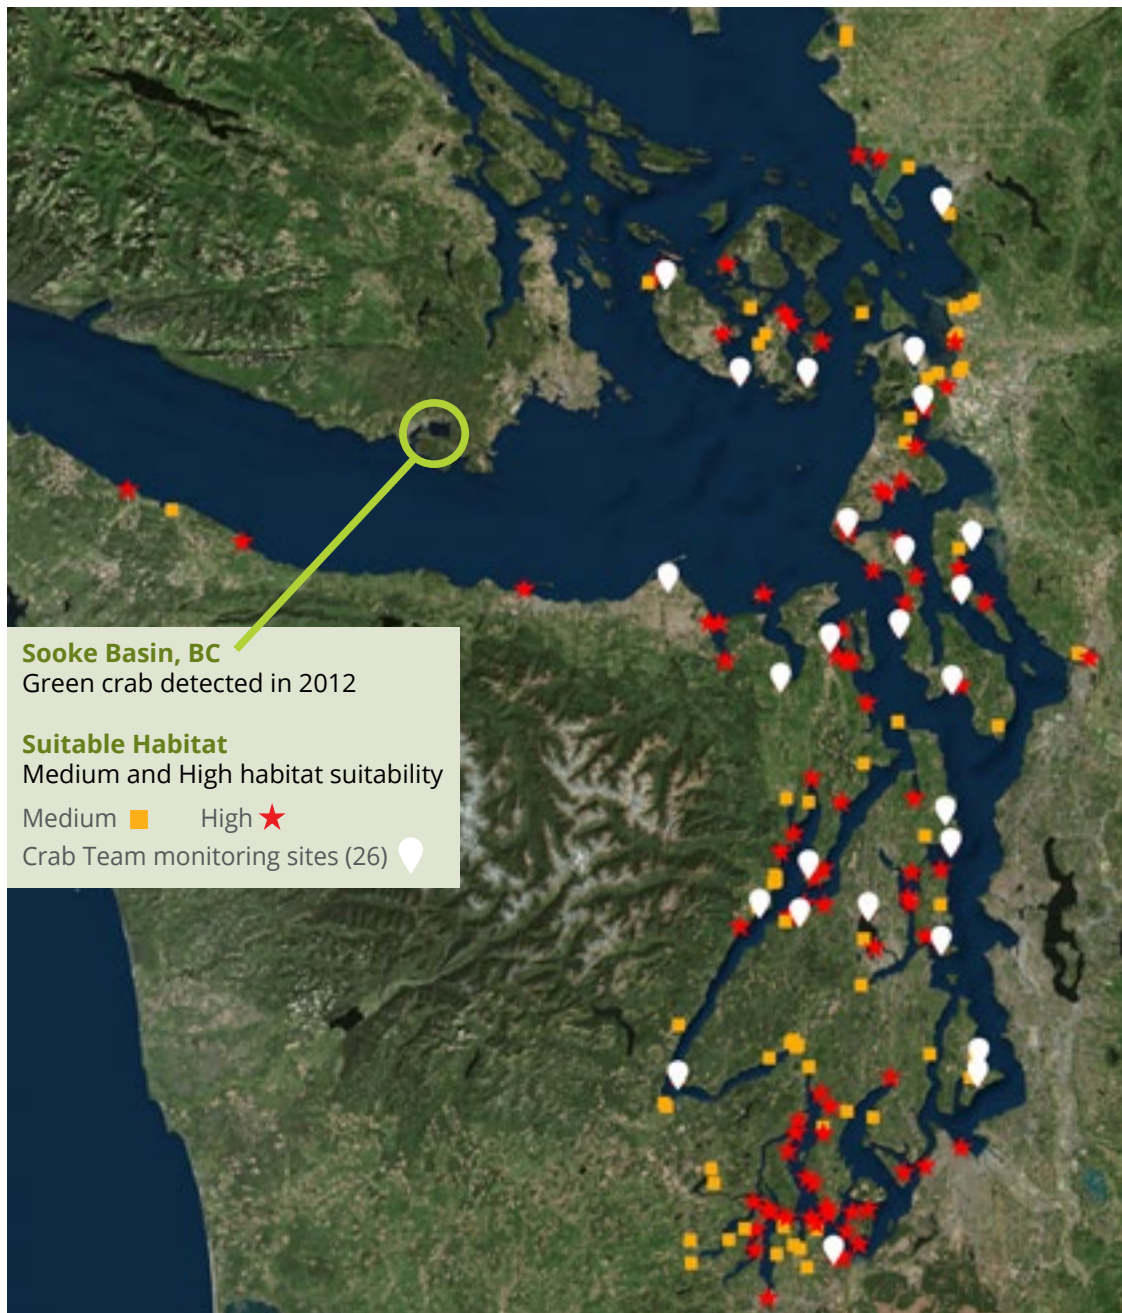 Sooke Basin, BC
Green crab detected in 2012
Suitable Habitat
Medium and High habitat suitability
Medium High
Crab Team monitoring sites (26)